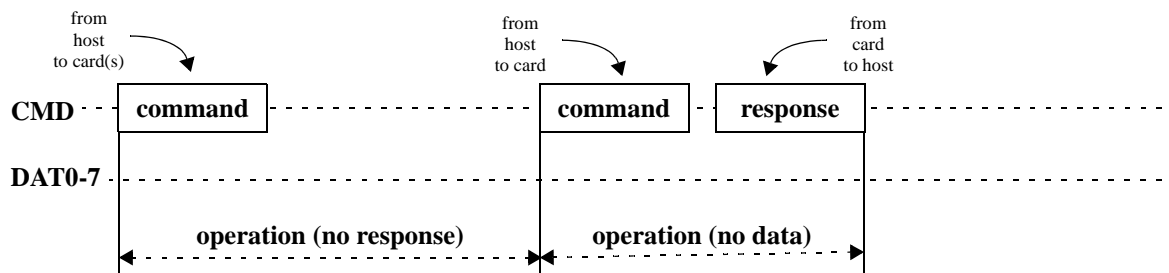 from
host
to card(s)
from
host
to card
from
card
to host
CMD
command
command
response
DAT0-7
operation (no response)
operation (no data)